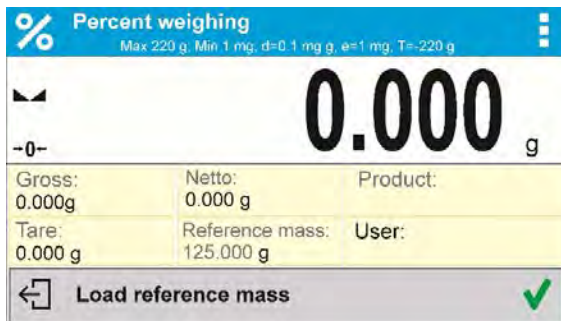 % Percent weighing
Max 220 g, Min 1 mg, d=0.1 mg g, e=1 mg, T=-220 g
0.000 g
→0←
Gross: Netto: Product:
0.000g 0.000 g
Tare: Reference mass: User:
0.000 g 125.000 g
Load reference mass